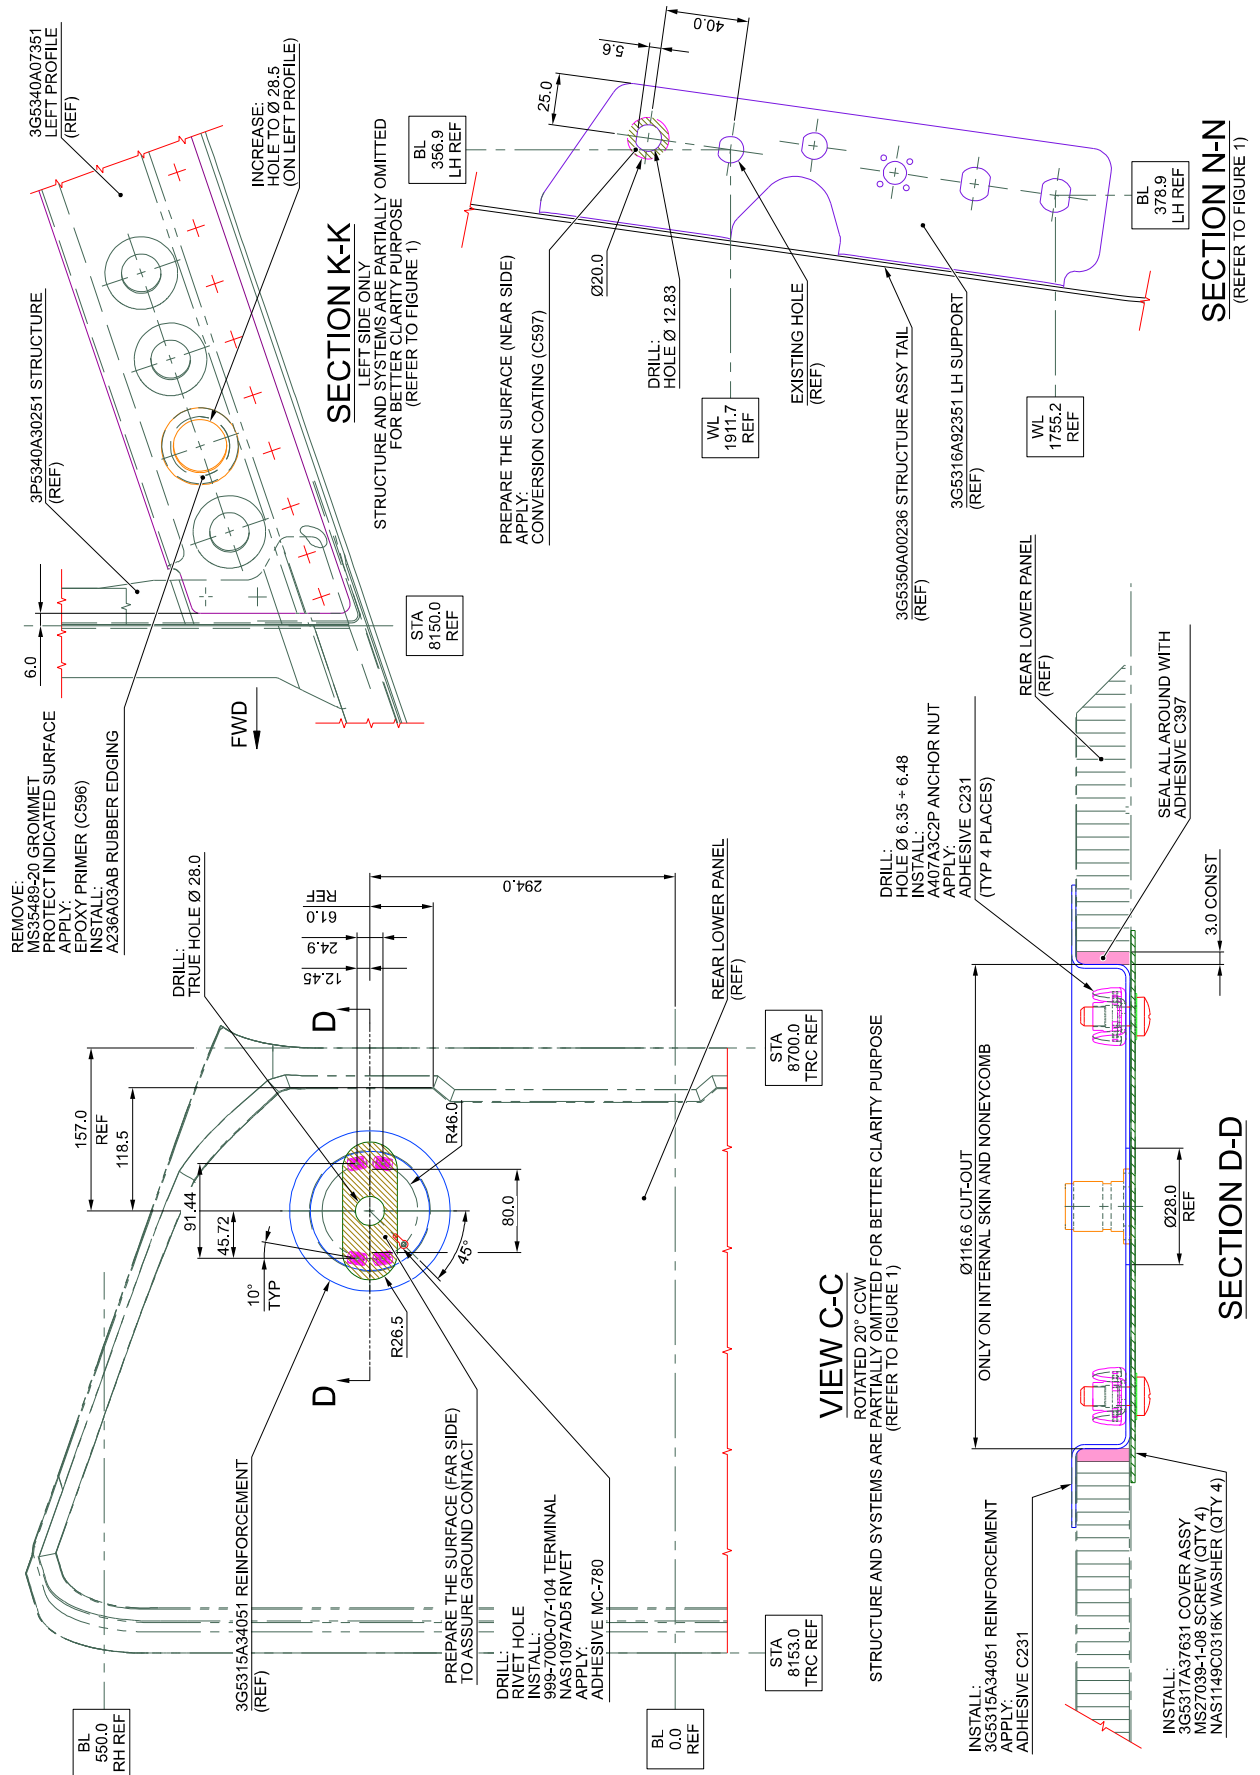 REMOVE:
MS35489-20 GROMMET
PROTECT INDICATED SURFACE
APPLY:
EPOXY PRIMER (C596)
INSTALL:
A236A03AB RUBBER EDGING
6.0
3P5340A30251 STRUCTURE
(REF)
3G5340A07351
LEFT PROFILE
(REF)
INCREASE:
HOLE TO Ø 28.5
(ON LEFT PROFILE)
FWD
STA
8150.0
REF
SECTION K-K
LEFT SIDE ONLY
STRUCTURE AND SYSTEMS ARE PARTIALLY OMITTED
FOR BETTER CLARITY PURPOSE
(REFER TO FIGURE 1)
BL
356.9
LH REF
25.0
5.6
40.0
PREPARE THE SURFACE (NEAR SIDE)
APPLY:
CONVERSION COATING (C597)
Ø20.0
DRILL:
HOLE Ø 12.83
WL
1911.7
REF
EXISTING HOLE
(REF)
3G5350A00236 STRUCTURE ASSY TAIL
(REF)
3G5316A92351 LH SUPPORT
(REF)
WL
1755.2
REF
BL
378.9
LH REF
SECTION N-N
(REFER TO FIGURE 1)
BL
550.0
RH REF
157.0
REF
118.5
91.44
45.72
10°
TYP
DRILL:
TRUE HOLE Ø 28.0
D
D
12.45
24.9
61.0
REF
294.0
R46.0
80.0
45°
R26.5
REAR LOWER PANEL
(REF)
3G5315A34051 REINFORCEMENT
(REF)
PREPARE THE SURFACE (FAR SIDE)
TO ASSURE GROUND CONTACT
DRILL:
RIVET HOLE
INSTALL:
999-7000-07-104 TERMINAL
NAS1097AD5 RIVET
APPLY:
ADHESIVE MC-780
BL
0.0
REF
STA
8153.0
TRC REF
STA
8700.0
TRC REF
VIEW C-C
ROTATED 20° CCW
STRUCTURE AND SYSTEMS ARE PARTIALLY OMITTED FOR BETTER CLARITY PURPOSE
(REFER TO FIGURE 1)
DRILL:
HOLE Ø 6.35 ÷ 6.48
INSTALL:
A407A3C2P ANCHOR NUT
APPLY:
ADHESIVE C231
(TYP 4 PLACES)
REAR LOWER PANEL
(REF)
SEAL ALL AROUND WITH
ADHESIVE C397
3.0 CONST
Ø116.6 CUT-OUT
ONLY ON INTERNAL SKIN AND NONEYCOMB
Ø28.0
REF
INSTALL:
3G5315A34051 REINFORCEMENT
APPLY:
ADHESIVE C231
INSTALL:
3G5317A37631 COVER ASSY
MS27039-1-08 SCREW (QTY 4)
NAS1149C0316K WASHER (QTY 4)
SECTION D-D